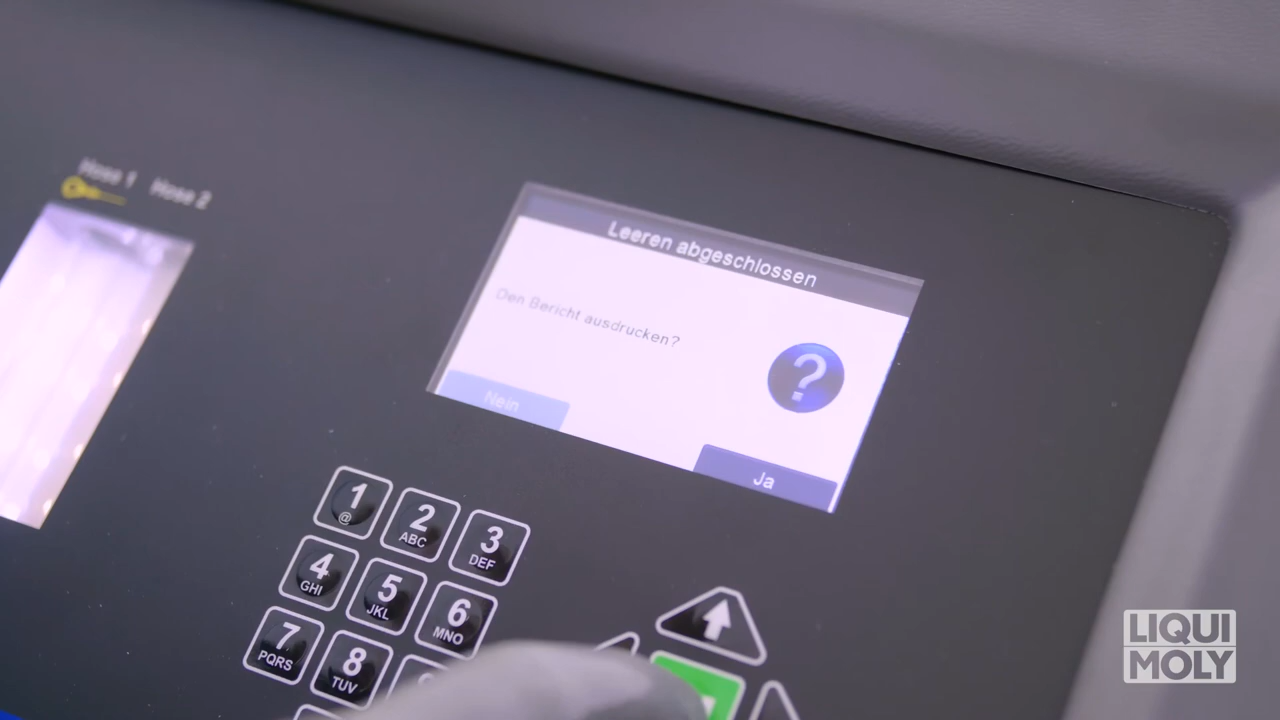 Hose 1 Hose 2
Leeren abgeschlossen
Den Bericht ausdrucken?
?
Nein
Ja
1 2 3
@ ABC DEF
4 5 6
GHI JKL MNO
7 8
PQRS TUV
LIQUI
MOLY